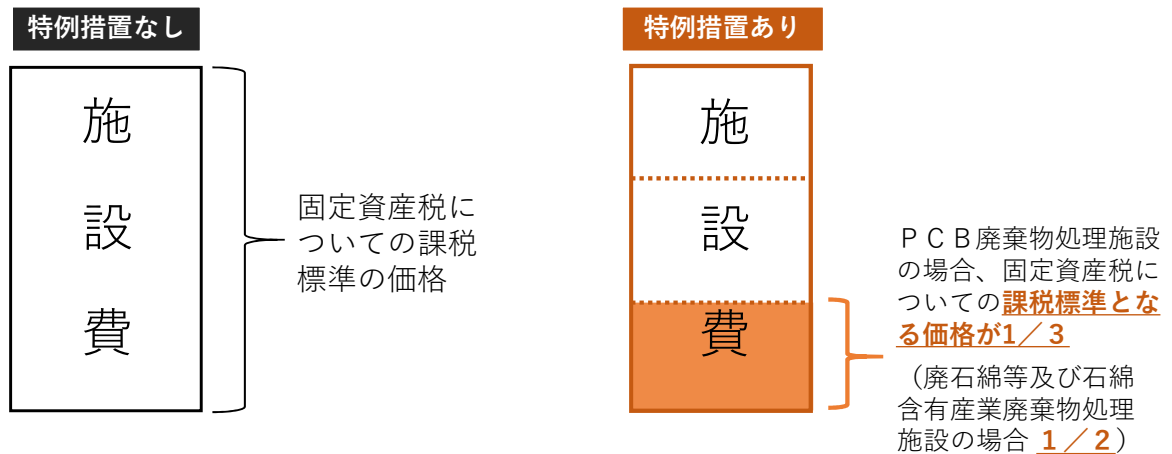 特例措置なし
施
設
費
固定資産税に
ついての課税
標準の価格
特例措置あり
施
設
費
ＰＣＢ廃棄物処理施設
の場合、固定資産税に
ついての課税標準とな
る価格が1／３
（廃石綿等及び石綿
含有産業廃棄物処理
施設の場合 １／２）